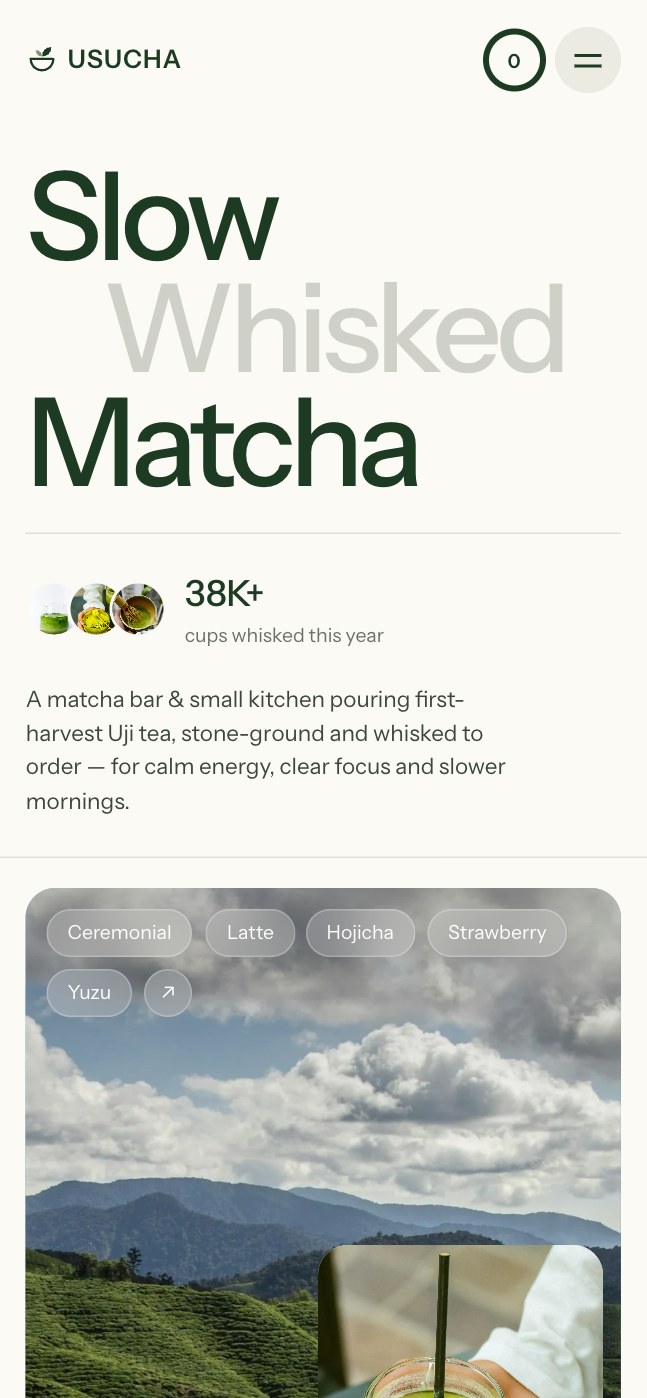 USUCHA
0
Slow
Whisked
Matcha
38K+
cups whisked this year
A matcha bar & small kitchen pouring first-
harvest Uji tea, stone-ground and whisked to
order — for calm energy, clear focus and slower
mornings.
Ceremonial Latte Hojicha Strawberry
Yuzu ↗